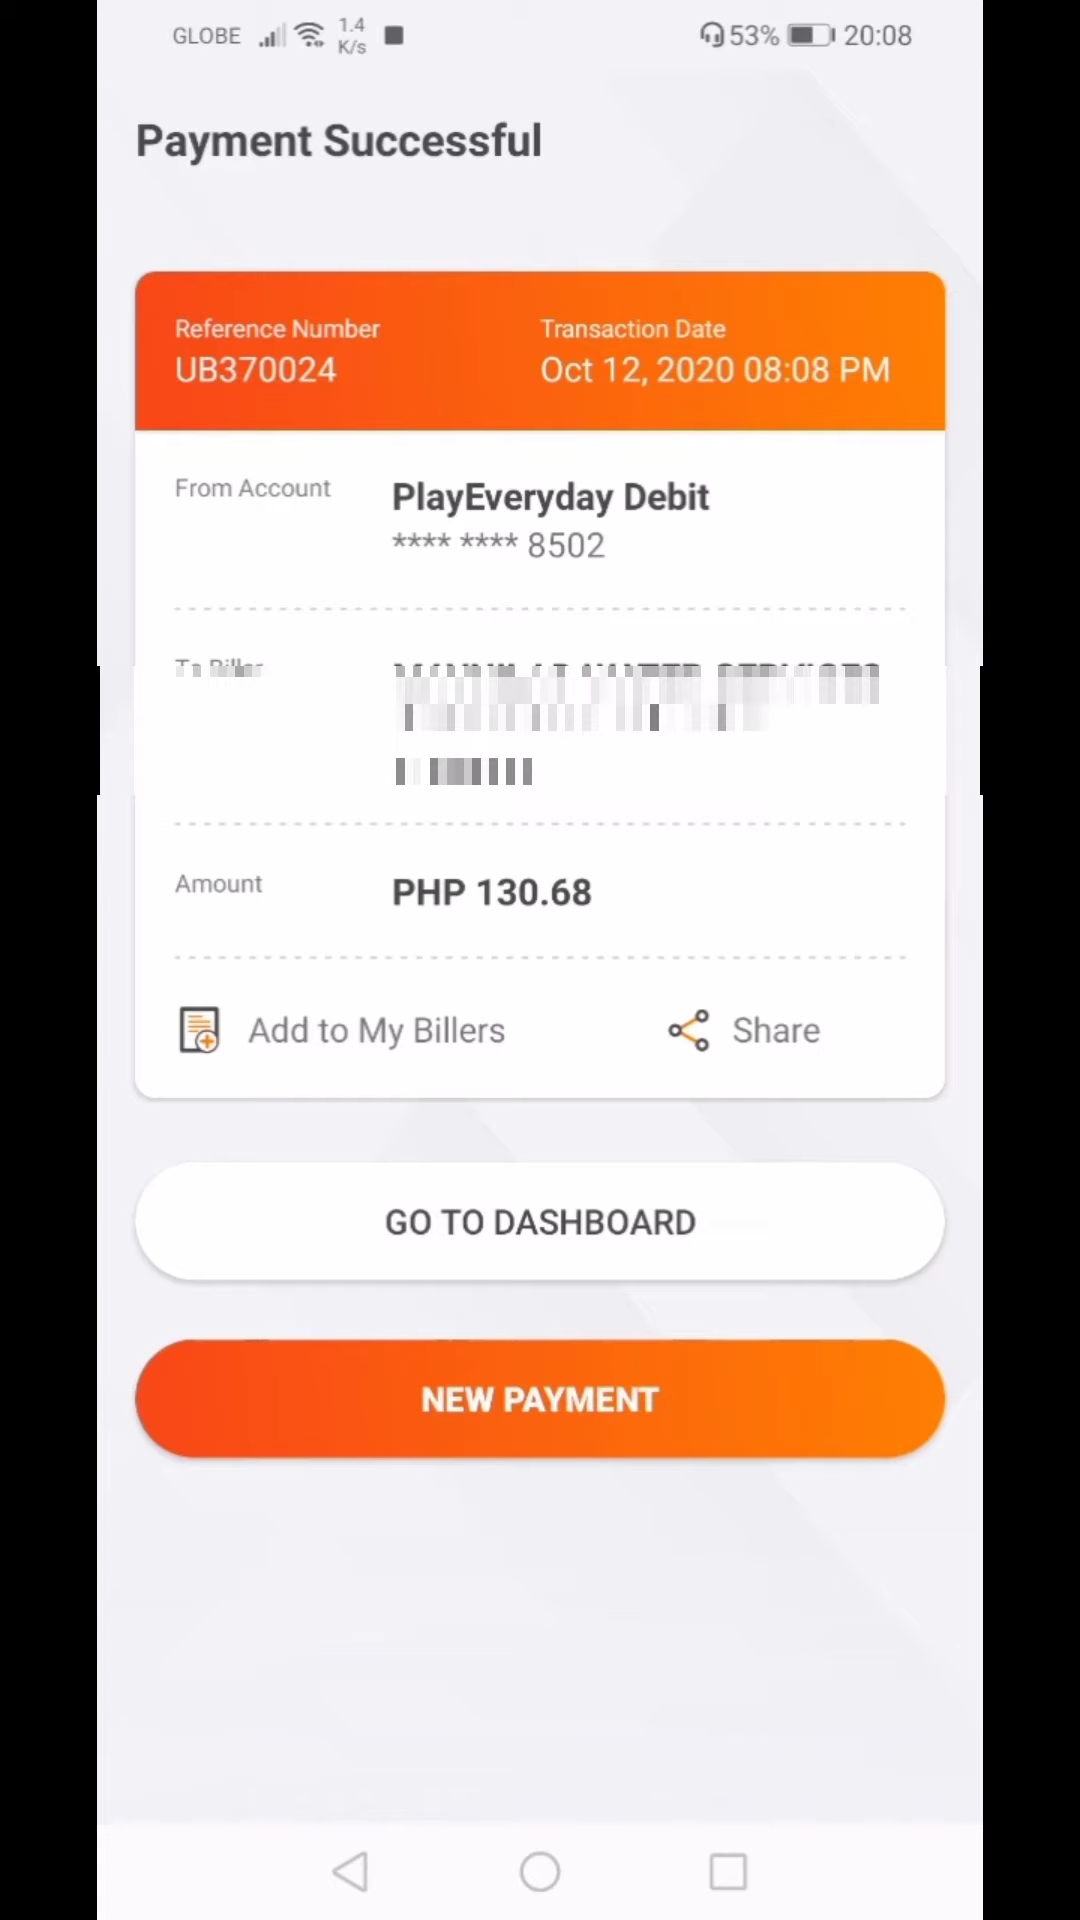 GLOBE 1.4 K/s 53% 20:08
Payment Successful
Reference Number Transaction Date
UB370024 Oct 12, 2020 08:08 PM
From Account PlayEveryday Debit
**** **** 8502
Amount PHP 130.68
Add to My Billers Share
GO TO DASHBOARD
NEW PAYMENT